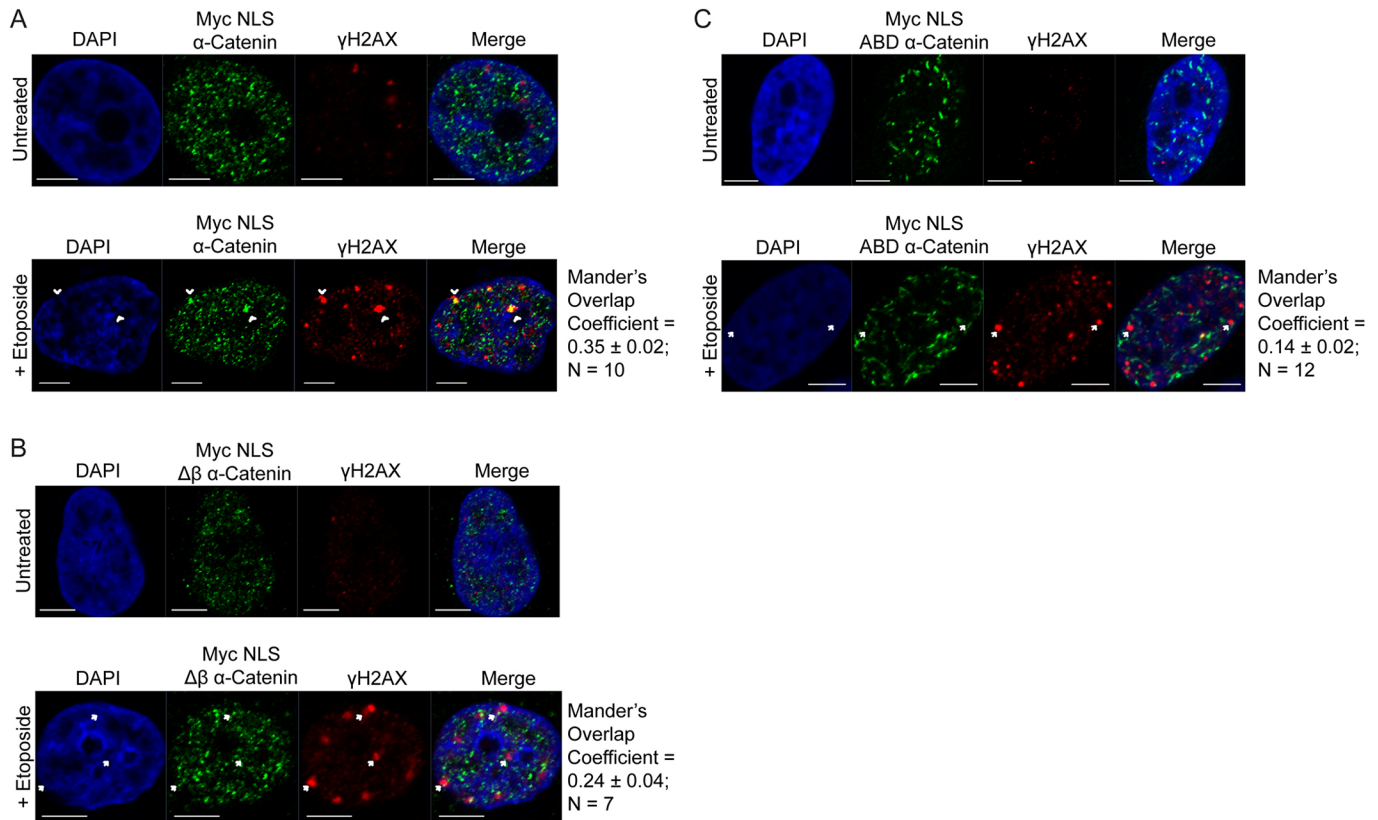 A
DAPI
Myc NLS
α-Catenin
γH2AX
Merge
Untreated
DAPI
Myc NLS
α-Catenin
γH2AX
Merge
+ Etoposide
Mander’s
Overlap
Coefficient =
0.35 ± 0.02;
N = 10
B
DAPI
Myc NLS
Δβ α-Catenin
γH2AX
Merge
Untreated
DAPI
Myc NLS
Δβ α-Catenin
γH2AX
Merge
+ Etoposide
Mander’s
Overlap
Coefficient =
0.24 ± 0.04;
N = 7
C
DAPI
Myc NLS
ABD α-Catenin
γH2AX
Merge
Untreated
DAPI
Myc NLS
ABD α-Catenin
γH2AX
Merge
+ Etoposide
Mander’s
Overlap
Coefficient =
0.14 ± 0.02;
N = 12